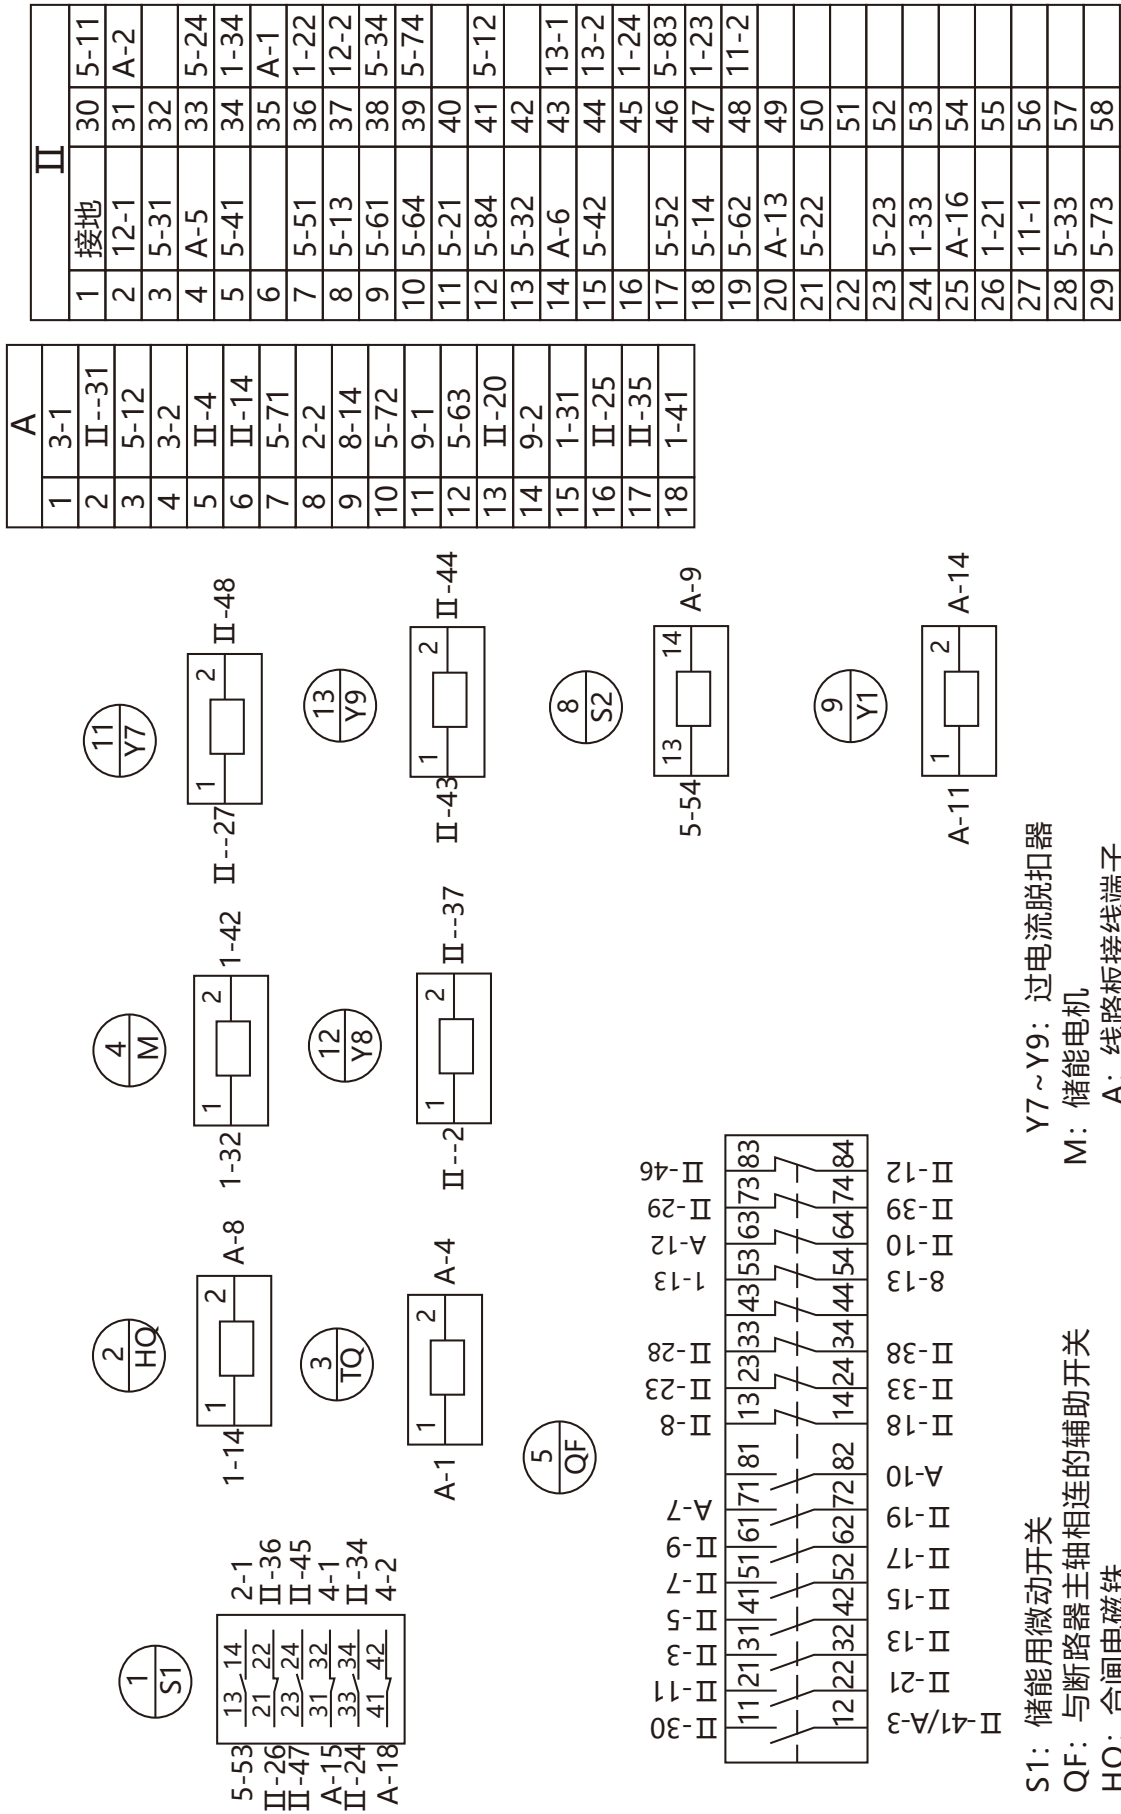 1
S1
5-53 13 14 2-1
Ⅱ-26 21 22 Ⅱ-36
Ⅱ-47 23 24 Ⅱ-45
A-15 31 32 4-1
Ⅱ-24 33 34 Ⅱ-34
A-18 41 42 4-2
2
HQ
1-14 1 2 A-8
4
M
1-32 1 2 1-42
11
Y7
Ⅱ--27 1 2 Ⅱ-48
3
TQ
A-1 1 2 A-4
12
Y8
Ⅱ--2 1 2 Ⅱ--37
13
Y9
Ⅱ-43 1 2 Ⅱ-44
5
QF
8
S2
5-54 13 14 A-9
9
Y1
A-11 1 2 A-14
Ⅱ-30 Ⅱ-11 Ⅱ-3 Ⅱ-5 Ⅱ-7 Ⅱ-9 A-7 Ⅱ-8 Ⅱ-23 Ⅱ-28 1-13 A-12 Ⅱ-29 Ⅱ-46
11 21 31 41 51 61 71 81 13 23 33 43 53 63 73 83
12 22 32 42 52 62 72 82 14 24 34 44 54 64 74 84
Ⅱ-41/A-3 Ⅱ-21 Ⅱ-13 Ⅱ-15 Ⅱ-17 Ⅱ-19 A-10 Ⅱ-18 Ⅱ-33 Ⅱ-38 8-13 Ⅱ-10 Ⅱ-39 Ⅱ-12
A
1 3-1
2 Ⅱ--31
3 5-12
4 3-2
5 Ⅱ-4
6 Ⅱ-14
7 5-71
8 2-2
9 8-14
10 5-72
11 9-1
12 5-63
13 Ⅱ-20
14 9-2
15 1-31
16 Ⅱ-25
17 Ⅱ-35
18 1-41
Ⅱ
1 接地 30 5-11
2 12-1 31 A-2
3 5-31 32
4 A-5 33 5-24
5 5-41 34 1-34
6 35 A-1
7 5-51 36 1-22
8 5-13 37 12-2
9 5-61 38 5-34
10 5-64 39 5-74
11 5-21 40
12 5-84 41 5-12
13 5-32 42
14 A-6 43 13-1
15 5-42 44 13-2
16 45 1-24
17 5-52 46 5-83
18 5-14 47 1-23
19 5-62 48 11-2
20 A-13 49
21 5-22 50
22 51
23 5-23 52
24 1-33 53
25 A-16 54
26 1-21 55
27 11-1 56
28 5-33 57
29 5-73 58
S1：储能用微动开关
Y7～Y9：过电流脱扣器
QF：与断路器主轴相连的辅助开关
M：储能电机
HQ：合闸电磁铁
A：线路板接线端子